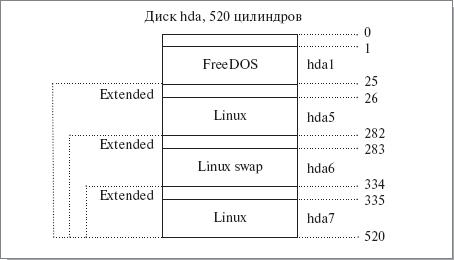 Диск hda, 520 цилиндров
0
1
FreeDOS hda1
25
Extended 26
Linux hda5
282
Extended 283
Linux swap hda6
334
Extended 335
Linux hda7
520